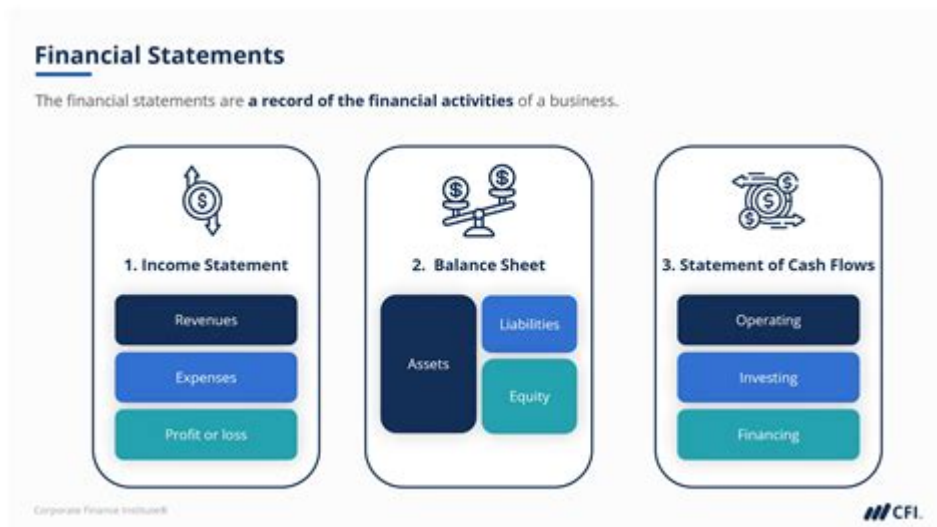 Financial Statements
The financial statements are a record of the financial activities of a business.
$
1. Income Statement
Revenues
Expenses
Profit or loss
$ $
2. Balance Sheet
Assets
Liabilities
Equity
$ $ $
3. Statement of Cash Flows
Operating
Investing
Financing
Corporate Finance Institute®
CFI.